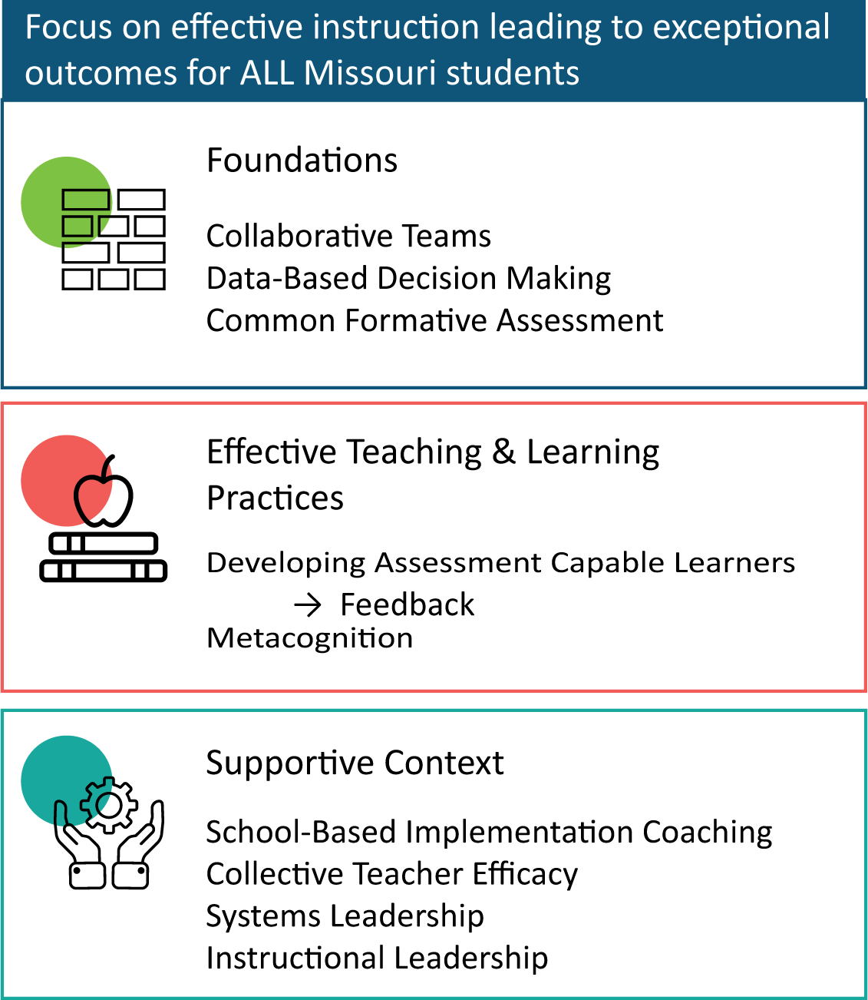 Focus on effective instruction leading to exceptional
outcomes for ALL Missouri students
Foundations
Collaborative Teams
Data-Based Decision Making
Common Formative Assessment
Effective Teaching & Learning
Practices
Developing Assessment Capable Learners
→ Feedback
Metacognition
Supportive Context
School-Based Implementation Coaching
Collective Teacher Efficacy
Systems Leadership
Instructional Leadership